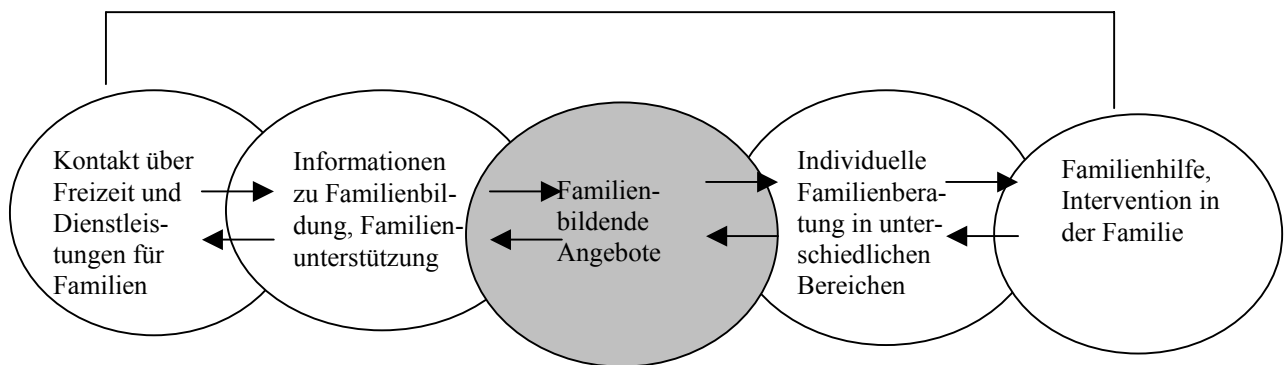 Kontakt über
Freizeit und
Dienstleis-
tungen für
Familien
Informationen
zu Familienbil-
dung, Familien-
unterstützung
Familien-
bildende
Angebote
Individuelle
Familienbera-
tung in unter-
schiedlichen
Bereichen
Familienhilfe,
Intervention in
der Familie